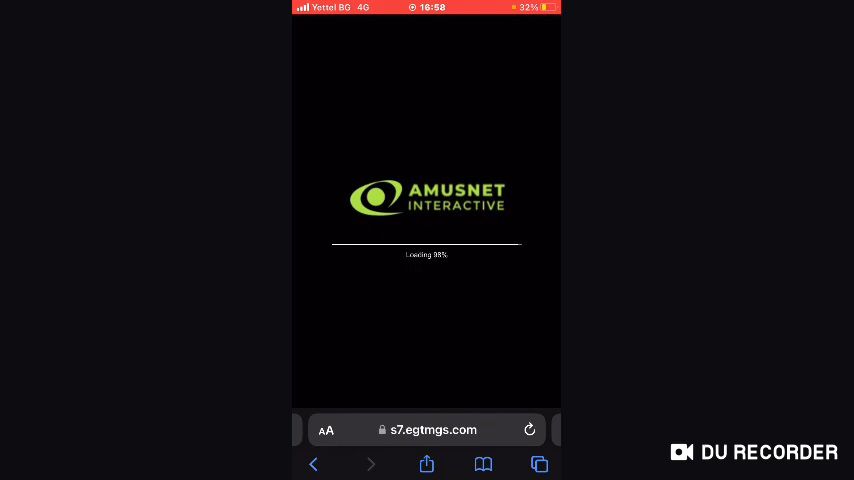 Yettel BG 4G 16:58 32%
AMUSNET
INTERACTIVE
Loading 98%
AA s7.egtmgs.com
DU RECORDER